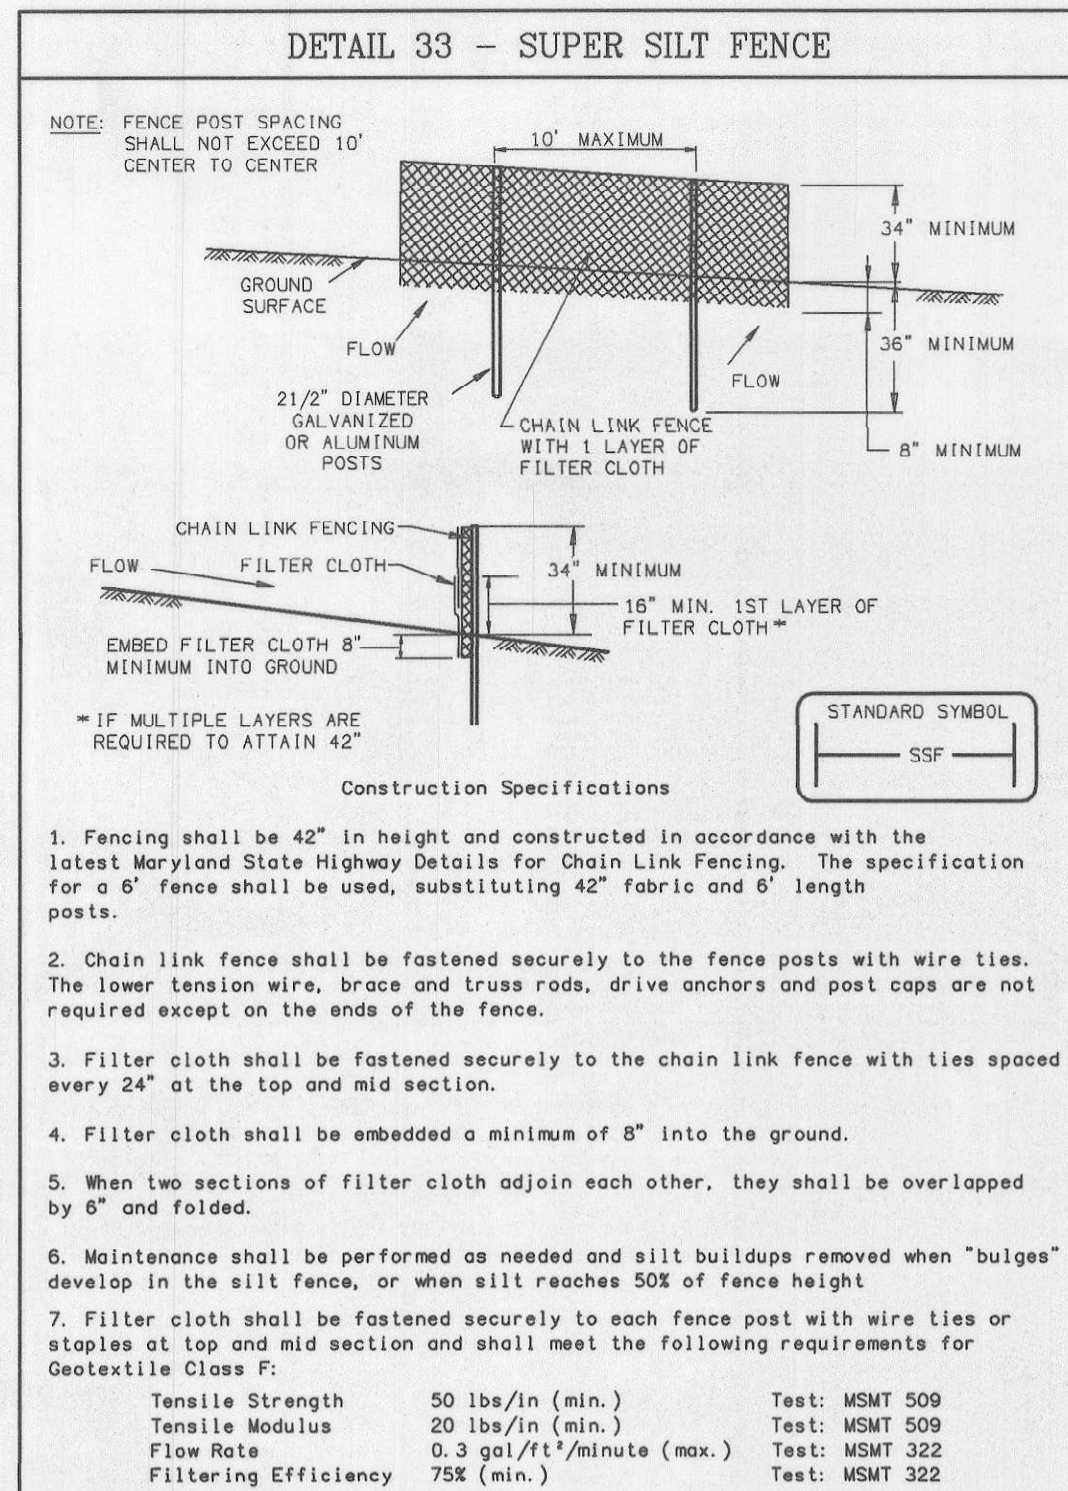 DETAIL 33 - SUPER SILT FENCE
NOTE: FENCE POST SPACING
SHALL NOT EXCEED 10'
CENTER TO CENTER
10' MAXIMUM
34" MINIMUM
GROUND
SURFACE
FLOW
36" MINIMUM
FLOW
21/2" DIAMETER
GALVANIZED
OR ALUMINUM
POSTS
CHAIN LINK FENCE
WITH 1 LAYER OF
FILTER CLOTH
8" MINIMUM
CHAIN LINK FENCING
FLOW
FILTER CLOTH
34" MINIMUM
16" MIN. 1ST LAYER OF
FILTER CLOTH*
EMBED FILTER CLOTH 8"
MINIMUM INTO GROUND
* IF MULTIPLE LAYERS ARE
REQUIRED TO ATTAIN 42"
STANDARD SYMBOL
SSF
Construction Specifications
1. Fencing shall be 42" in height and constructed in accordance with the
latest Maryland State Highway Details for Chain Link Fencing. The specification
for a 6' fence shall be used, substituting 42" fabric and 6' length
posts.
2. Chain link fence shall be fastened securely to the fence posts with wire ties.
The lower tension wire, brace and truss rods, drive anchors and post caps are not
required except on the ends of the fence.
3. Filter cloth shall be fastened securely to the chain link fence with ties spaced
every 24" at the top and mid section.
4. Filter cloth shall be embedded a minimum of 8" into the ground.
5. When two sections of filter cloth adjoin each other, they shall be overlapped
by 6" and folded.
6. Maintenance shall be performed as needed and silt buildups removed when "bulges"
develop in the silt fence, or when silt reaches 50% of fence height
7. Filter cloth shall be fastened securely to each fence post with wire ties or
staples at top and mid section and shall meet the following requirements for
Geotextile Class F:
Tensile Strength 50 lbs/in (min.) Test: MSMT 509
Tensile Modulus 20 lbs/in (min.) Test: MSMT 509
Flow Rate 0.3 gal/ft²/minute (max.) Test: MSMT 322
Filtering Efficiency 75% (min.) Test: MSMT 322